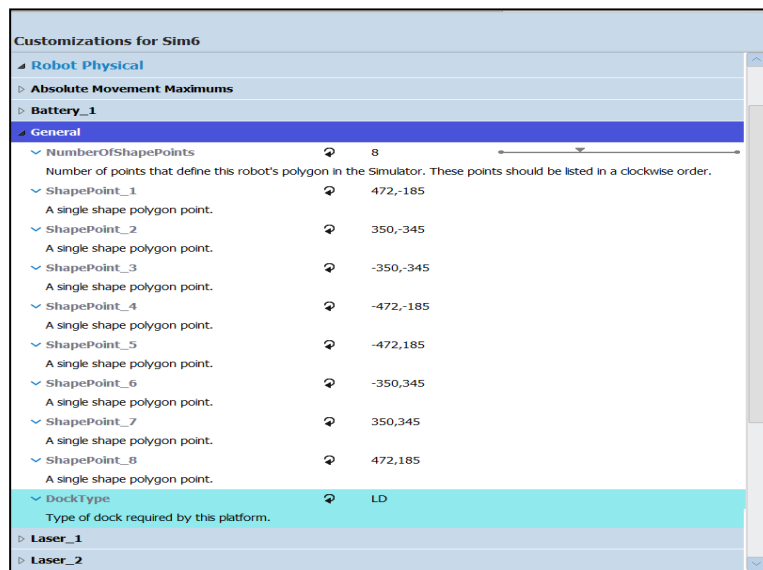 Customizations for Sim6
Robot Physical
Absolute Movement Maximums
Battery_1
General
NumberOfShapePoints 8
Number of points that define this robot's polygon in the Simulator. These points should be listed in a clockwise order.
ShapePoint_1 472,-185
A single shape polygon point.
ShapePoint_2 350,-345
A single shape polygon point.
ShapePoint_3 -350,-345
A single shape polygon point.
ShapePoint_4 -472,-185
A single shape polygon point.
ShapePoint_5 -472,185
A single shape polygon point.
ShapePoint_6 -350,345
A single shape polygon point.
ShapePoint_7 350,345
A single shape polygon point.
ShapePoint_8 472,185
A single shape polygon point.
DockType LD
Type of dock required by this platform.
Laser_1
Laser_2